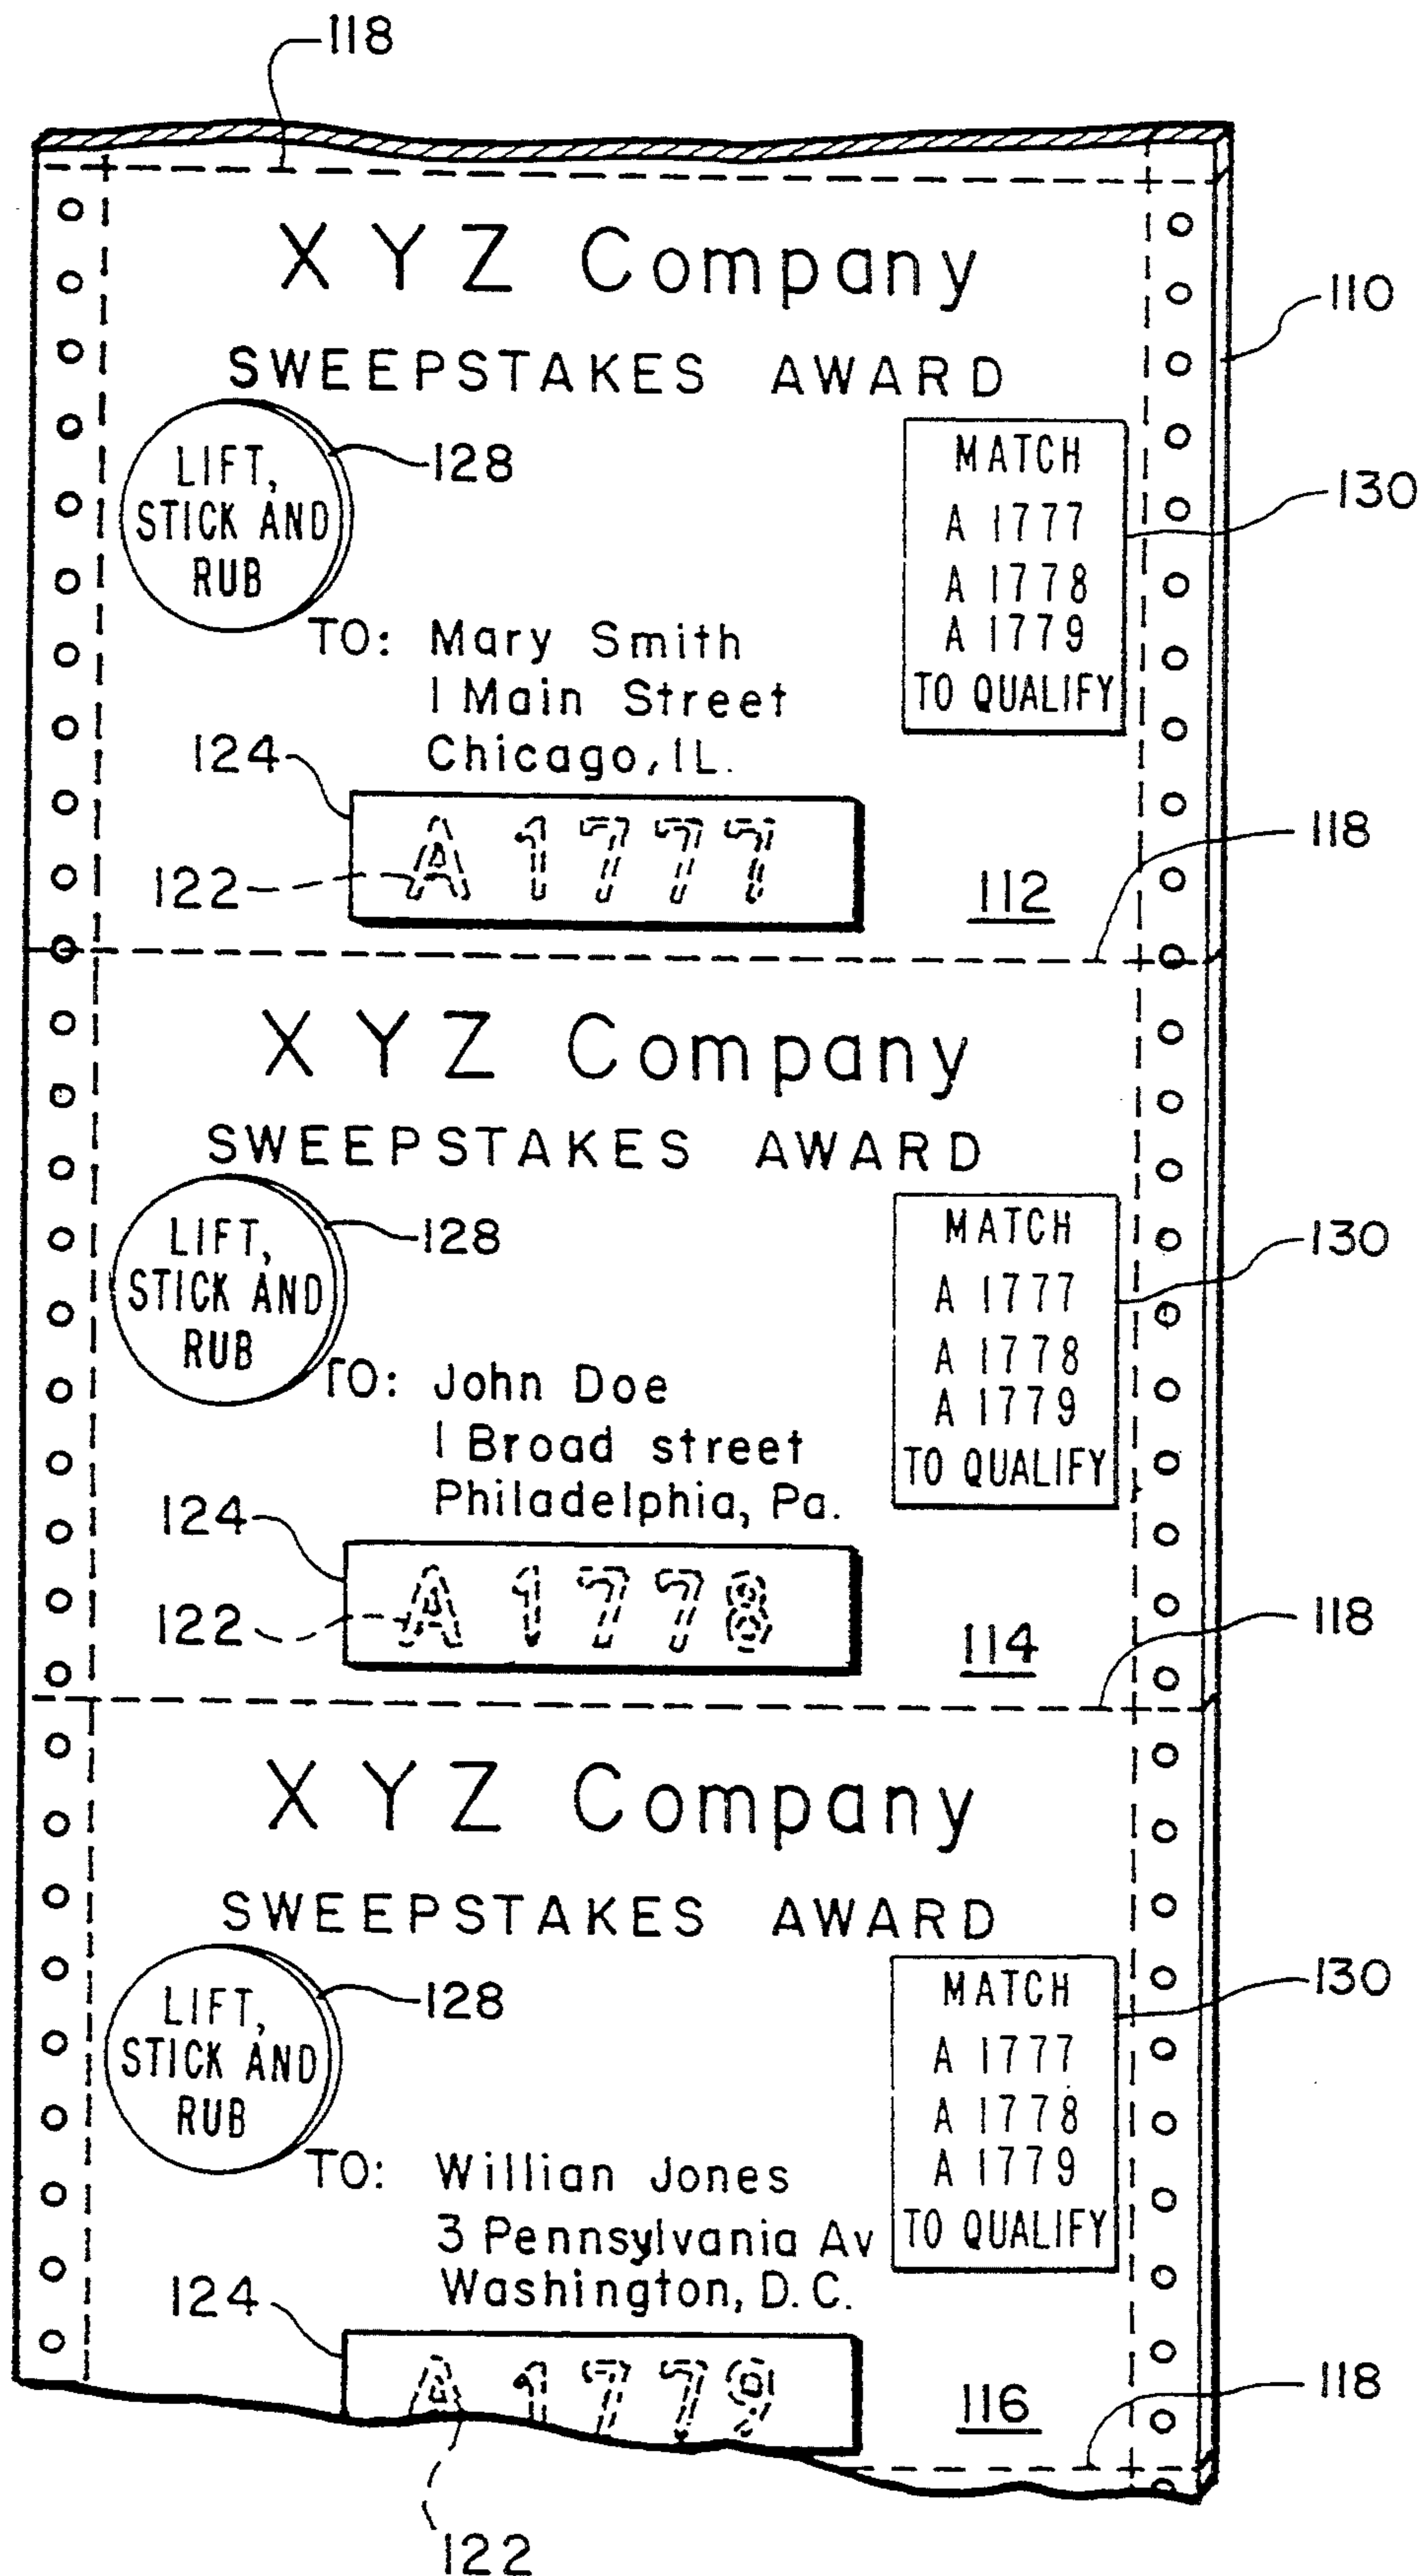 118
X Y Z Company
110
SWEEPSTAKES AWARD
LIFT,
STICK AND
RUB
128
MATCH
A 1777
A 1778
A 1779
TO QUALIFY
130
TO: Mary Smith
1 Main Street
Chicago, IL.
124
A 1777
122
112
118
X Y Z Company
SWEEPSTAKES AWARD
LIFT,
STICK AND
RUB
128
MATCH
A 1777
A 1778
A 1779
TO QUALIFY
130
TO: John Doe
1 Broad street
Philadelphia, Pa.
124
A 1778
122
114
118
X Y Z Company
SWEEPSTAKES AWARD
LIFT,
STICK AND
RUB
128
MATCH
A 1777
A 1778
A 1779
TO QUALIFY
130
TO: Willian Jones
3 Pennsylvania Av
Washington, D.C.
124
A 1779
116
118
122